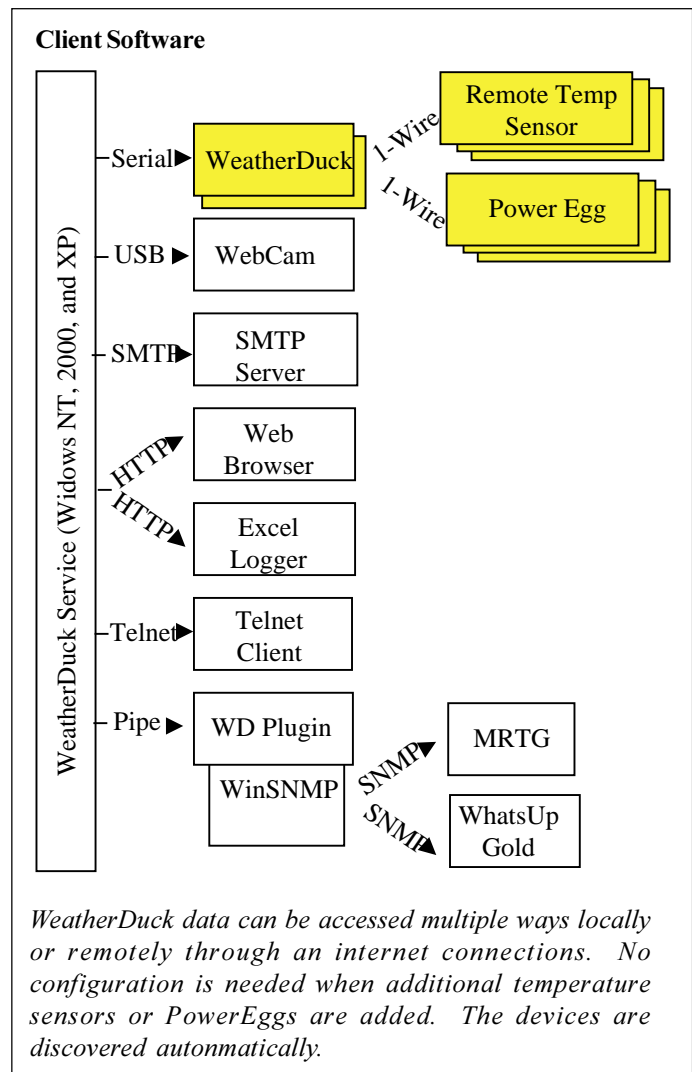 Client Software
WeatherDuck Service (Widows NT, 2000, and XP)
Serial
WeatherDuck
1-Wire
Remote Temp
Sensor
1-Wire
Power Egg
USB
WebCam
SMTP
SMTP
Server
HTTP
Web
Browser
HTTP
Excel
Logger
Telnet
Telnet
Client
Pipe
WD Plugin
WinSNMP
SNMP
MRTG
SNMP
WhatsUp
Gold
WeatherDuck data can be accessed multiple ways locally
or remotely through an internet connections. No
configuration is needed when additional temperature
sensors or PowerEggs are added. The devices are
discovered autonmatically.